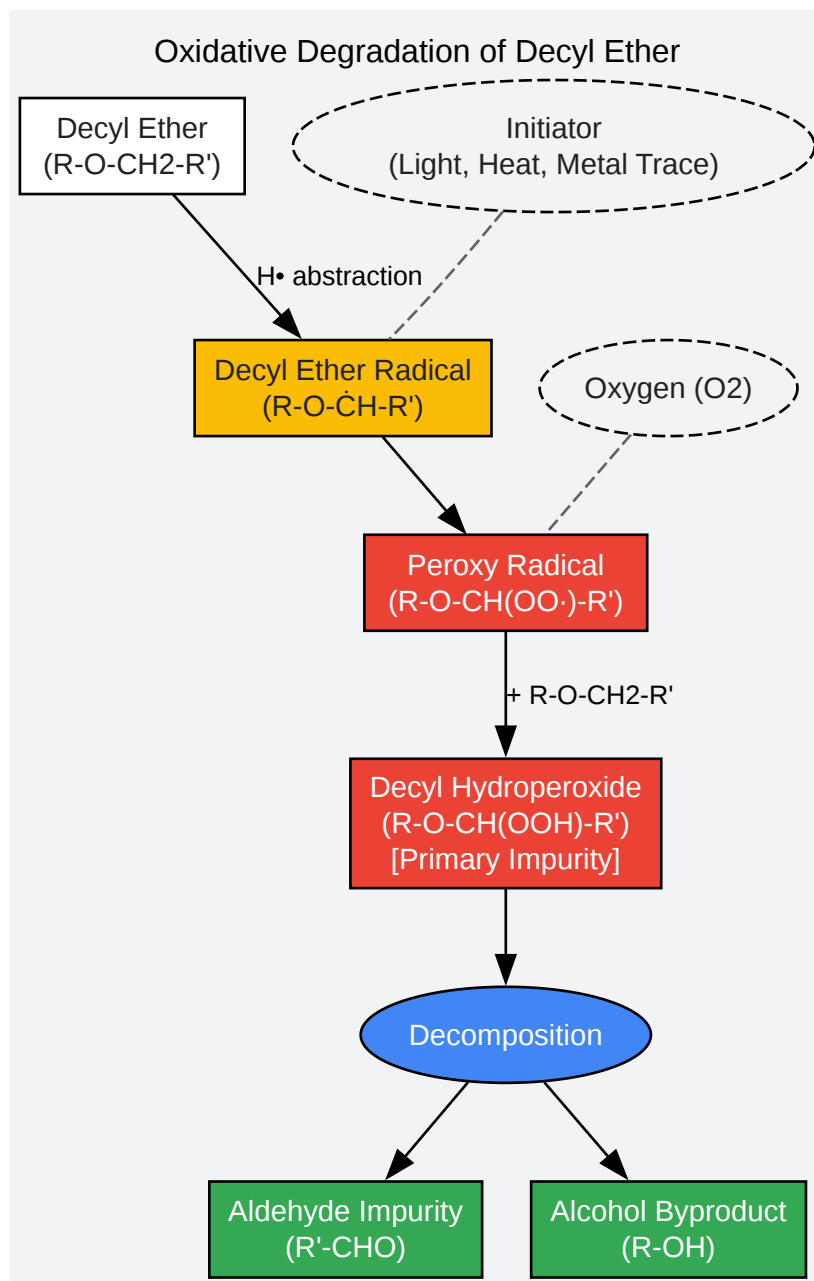 Oxidative Degradation of Decyl Ether
Decyl Ether
(R-O-CH2-R')
Initiator
(Light, Heat, Metal Trace)
H• abstraction
Decyl Ether Radical
(R-O-ĊH-R')
Oxygen (O2)
Peroxy Radical
(R-O-CH(OO·)-R')
+ R-O-CH2-R'
Decyl Hydroperoxide
(R-O-CH(OOH)-R')
[Primary Impurity]
Decomposition
Aldehyde Impurity
(R'-CHO)
Alcohol Byproduct
(R-OH)